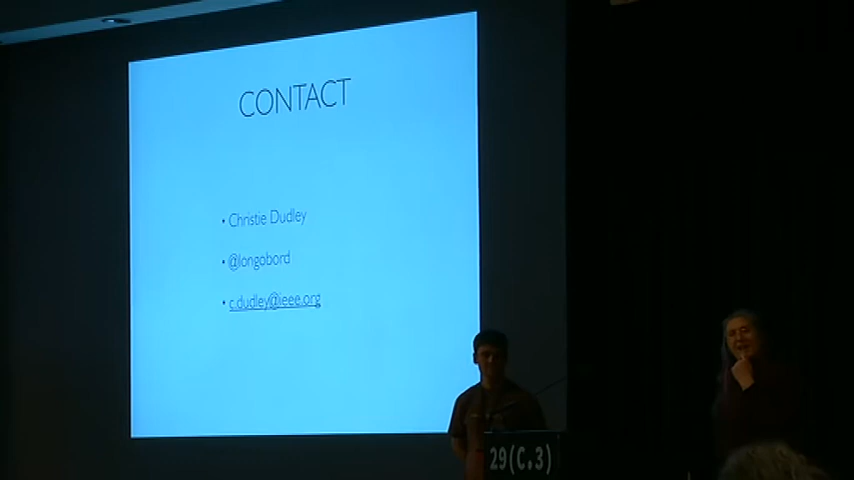 CONTACT
• Christie Dudley
• @longobord
• c.dudley@ieee.org
29(C.3)